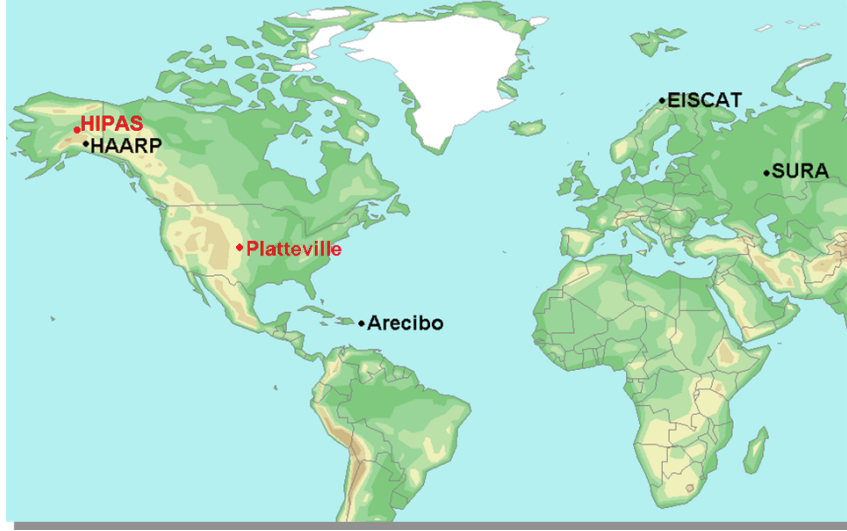 EISCAT
HIPAS
HAARP
SURA
Platteville
Arecibo